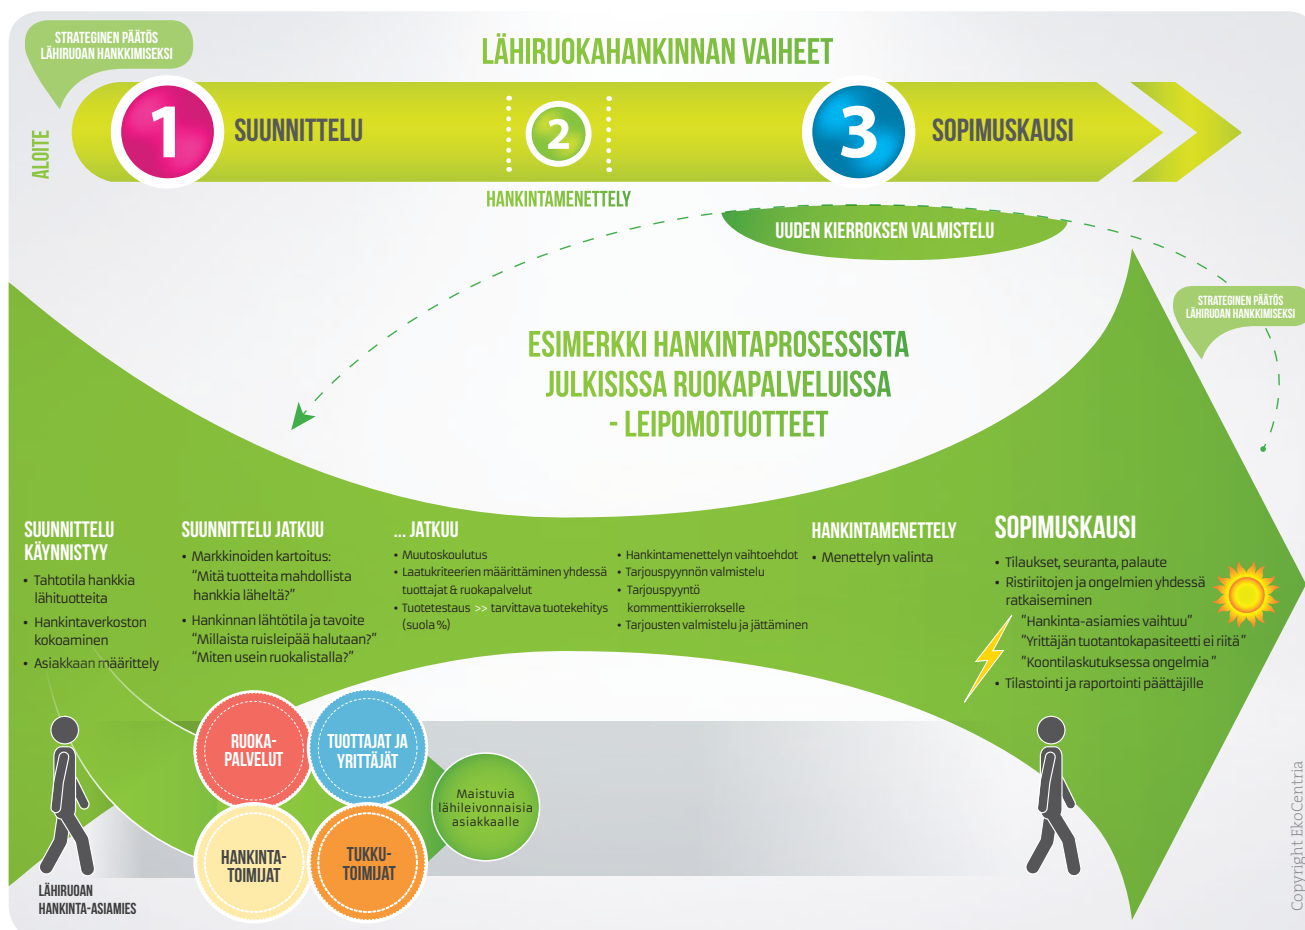 STRATEGINEN PÄÄTÖS
LÄHIRUOAN HANKKIMISEKSI
LÄHIRUOKAHANKINNAN VAIHEET
ALOITE
1
SUUNNITTELU
2
HANKINTAMENETTELY
3
SOPIMUSKAUSI
UUDEN KIERROKSEN VALMISTELU
STRATEGINEN PÄÄTÖS
LÄHIRUOAN HANKKIMISEKSI
ESIMERKKI HANKINTAPROSESSISTA
JULKISISSA RUOKAPALVELUISSA
- LEIPOMOTUOTTEET
SUUNNITTELU
KÄYNNISTYY
• Tahtotila hankkia
lähituotteita
• Hankintaverkoston
kokoaminen
• Asiakkaan määrittely
SUUNNITTELU JATKUU
• Markkinoiden kartoitus:
“Mitä tuotteita mahdollista
hankkia läheltä?”
• Hankinnan lähtötila ja tavoite
“Millaista ruisleipää halutaan?”
“Miten usein ruokalistalla?”
... JATKUU
• Muutoskoulutus
• Laatukriteerien määrittäminen yhdessä
tuottajat & ruokapalvelut
• Tuotetestaus >> tarvittava tuotekehitys
(suola %)
• Hankintamenettelyn vaihtoehdot
• Tarjouspyynnön valmistelu
• Tarjouspyyntö
kommenttikierrokselle
• Tarjousten valmistelu ja jättäminen
HANKINTAMENETTELY
• Menettelyn valinta
SOPIMUSKAUSI
• Tilaukset, seuranta, palaute
• Ristiriitojen ja ongelmien yhdessä
ratkaiseminen
”Hankinta-asiamies vaihtuu”
”Yrittäjän tuotantokapasiteetti ei riitä”
”Koontilaskutuksessa ongelmia ”
• Tilastointi ja raportointi päättäjille
RUOKA-
PALVELUT
TUOTTAJAT JA
YRITTÄJÄT
HANKINTA-
TOIMIJAT
TUKKU-
TOIMIJAT
Maistuvia
lähileivonnaisia
asiakkaalle
LÄHIRUOAN
HANKINTA-ASIAMIES
Copyright EkoCentria